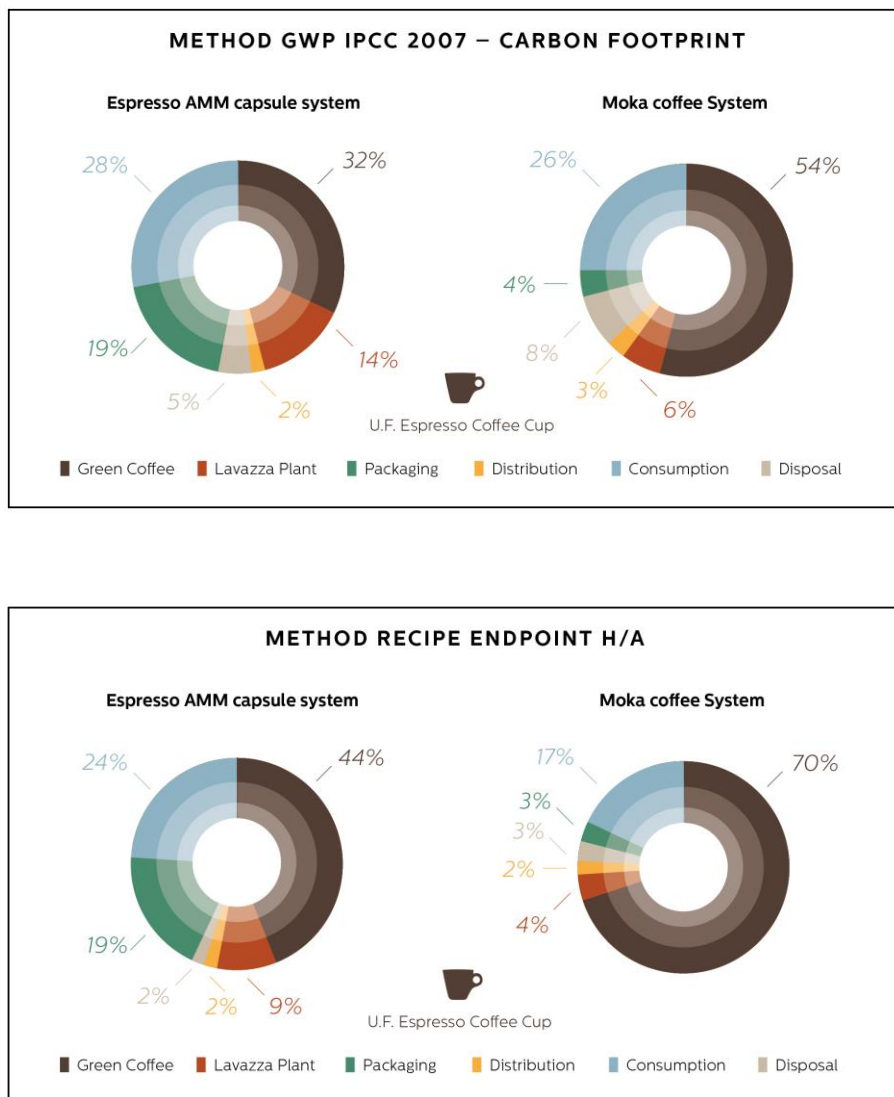 METHOD GWP IPCC 2007 – CARBON FOOTPRINT
Espresso AMM capsule system
Moka coffee System
28%
32%
19%
14%
5%
2%
26%
54%
4%
8%
3%
6%
U.F. Espresso Coffee Cup
Green Coffee
Lavazza Plant
Packaging
Distribution
Consumption
Disposal
METHOD RECIPE ENDPOINT H/A
Espresso AMM capsule system
Moka coffee System
24%
44%
19%
2%
2%
9%
17%
70%
3%
3%
2%
4%
U.F. Espresso Coffee Cup
Green Coffee
Lavazza Plant
Packaging
Distribution
Consumption
Disposal